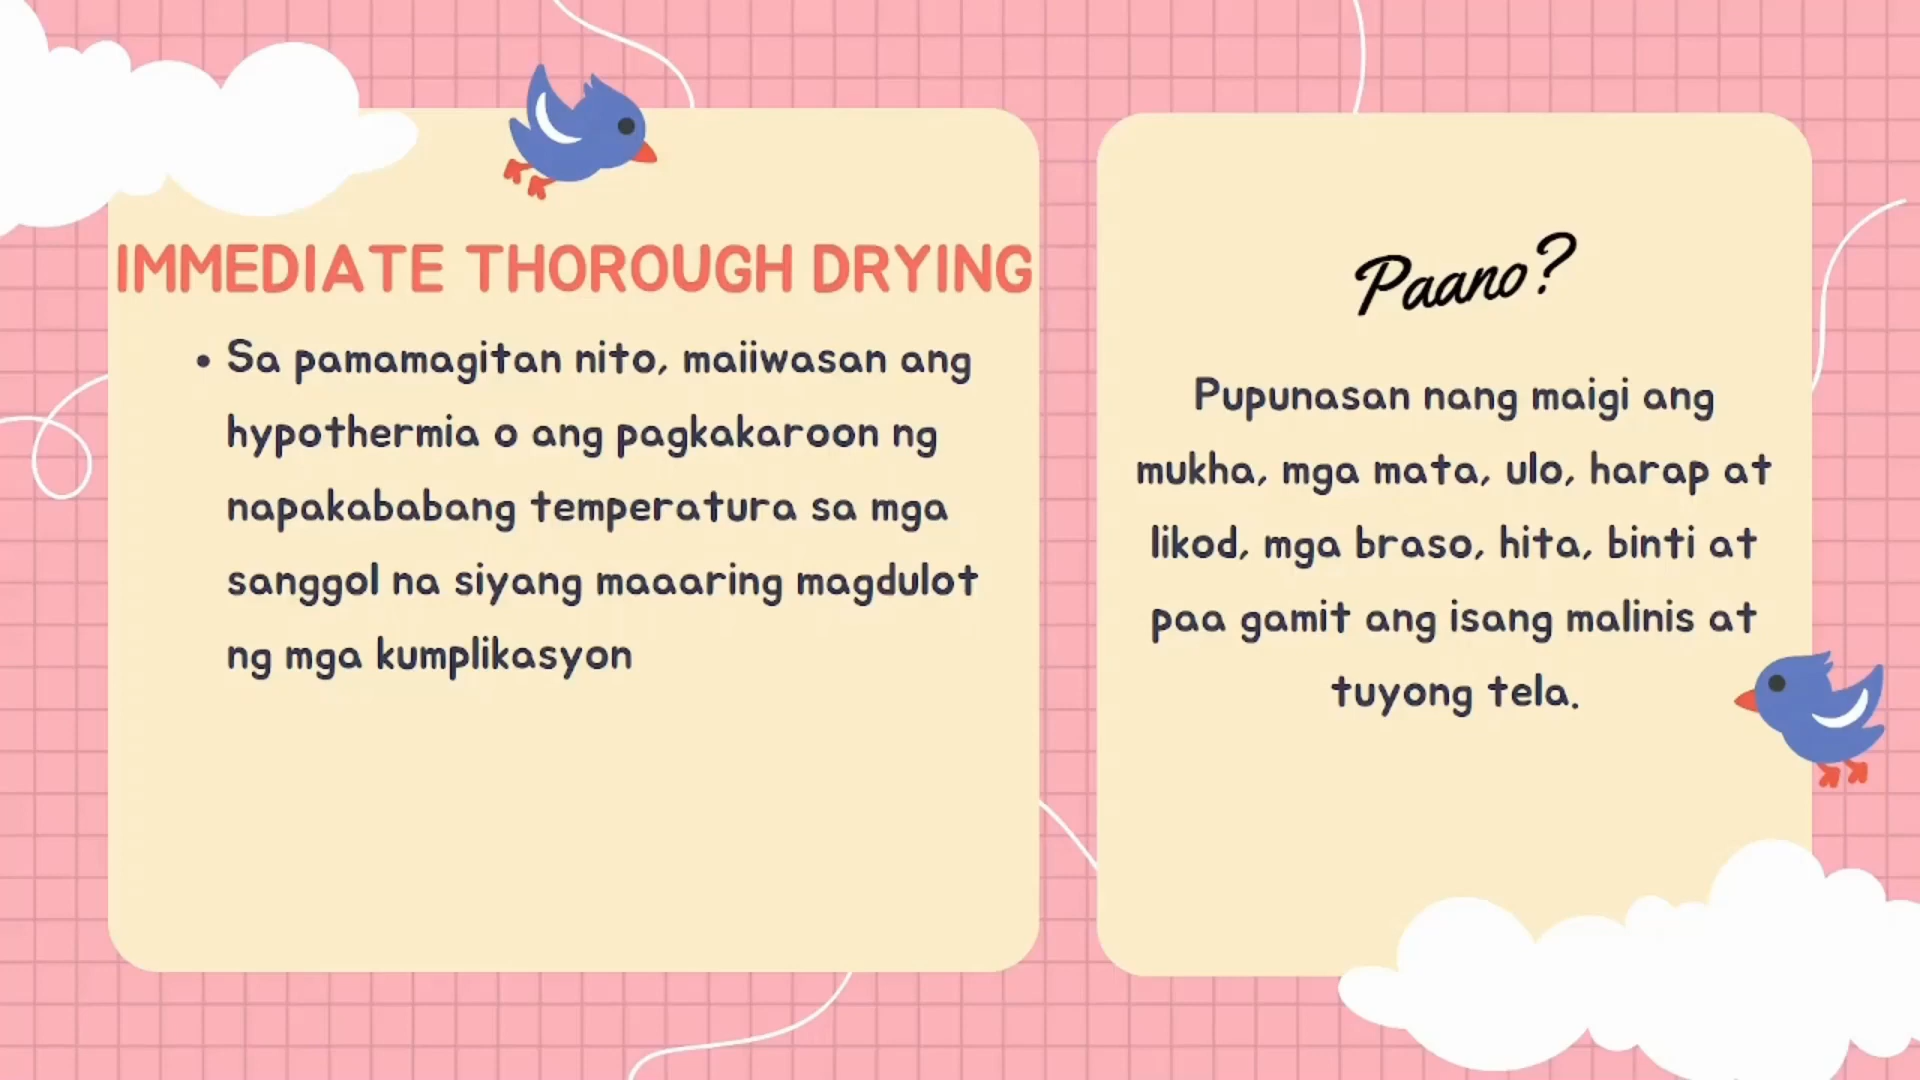 IMMEDIATE THOROUGH DRYING
• Sa pamamagitan nito, maiiwasan ang
hypothermia o ang pagkakaroon ng
napakababang temperatura sa mga
sanggol na siyang maaaring magdulot
ng mga kumplikasyon
Paano?
Pupunasan nang maigi ang
mukha, mga mata, ulo, harap at
likod, mga braso, hita, binti at
paa gamit ang isang malinis at
tuyong tela.